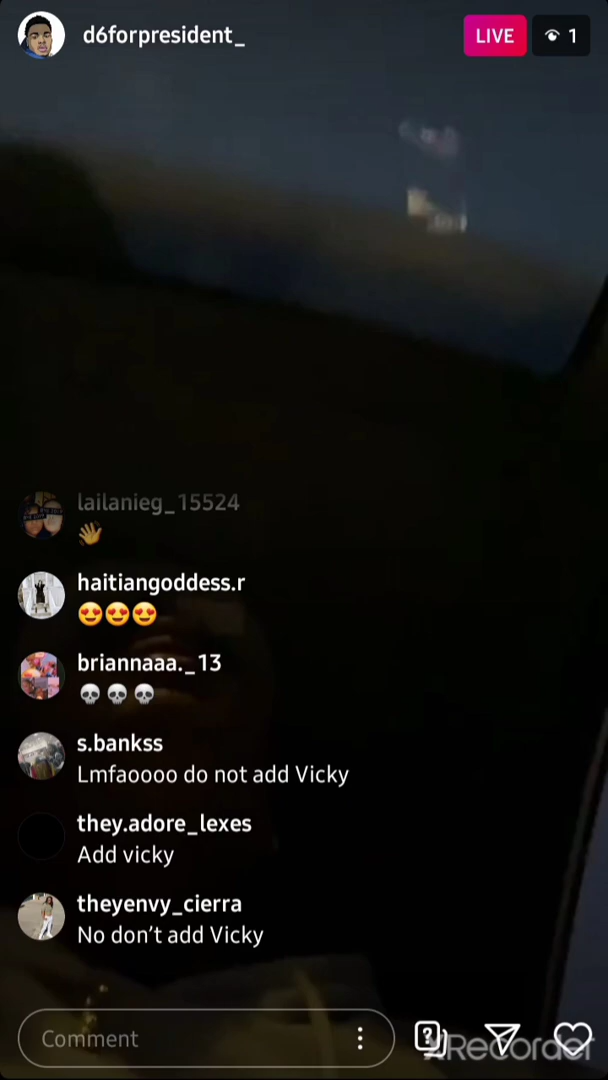 d6forpresident_
LIVE 1
lailanieg_15524
👋
haitiangoddess.r
😍😍😍
briannaaa._13
💀💀💀
s.bankss
Lmfaoooo do not add Vicky
they.adore_lexes
Add vicky
theyenvy_cierra
No don't add Vicky
Comment
XRecorder